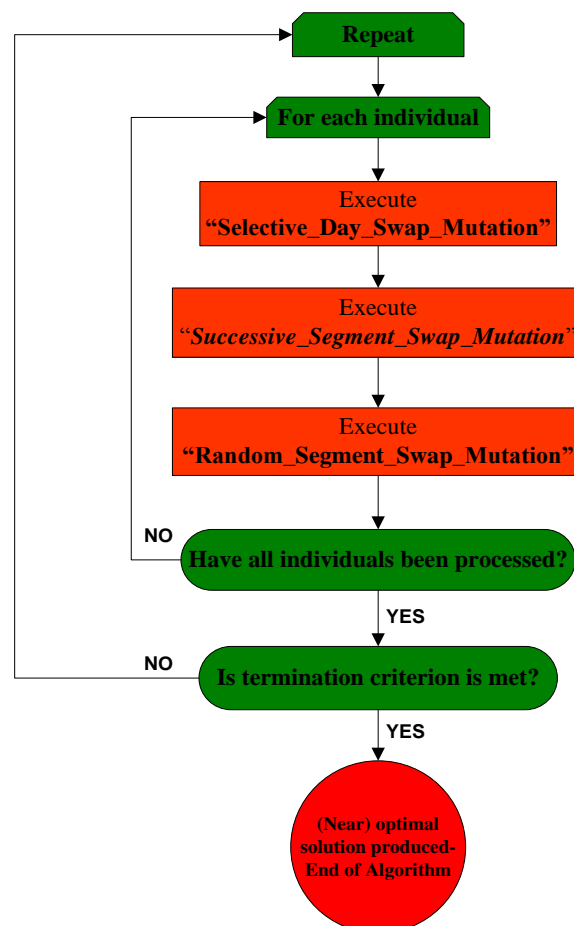 Repeat
For each individual
Execute
“Selective_Day_Swap_Mutation”
Execute
“Successive_Segment_Swap_Mutation”
Execute
“Random_Segment_Swap_Mutation”
NO
Have all individuals been processed?
YES
NO
Is termination criterion is met?
YES
(Near) optimal
solution produced-
End of Algorithm